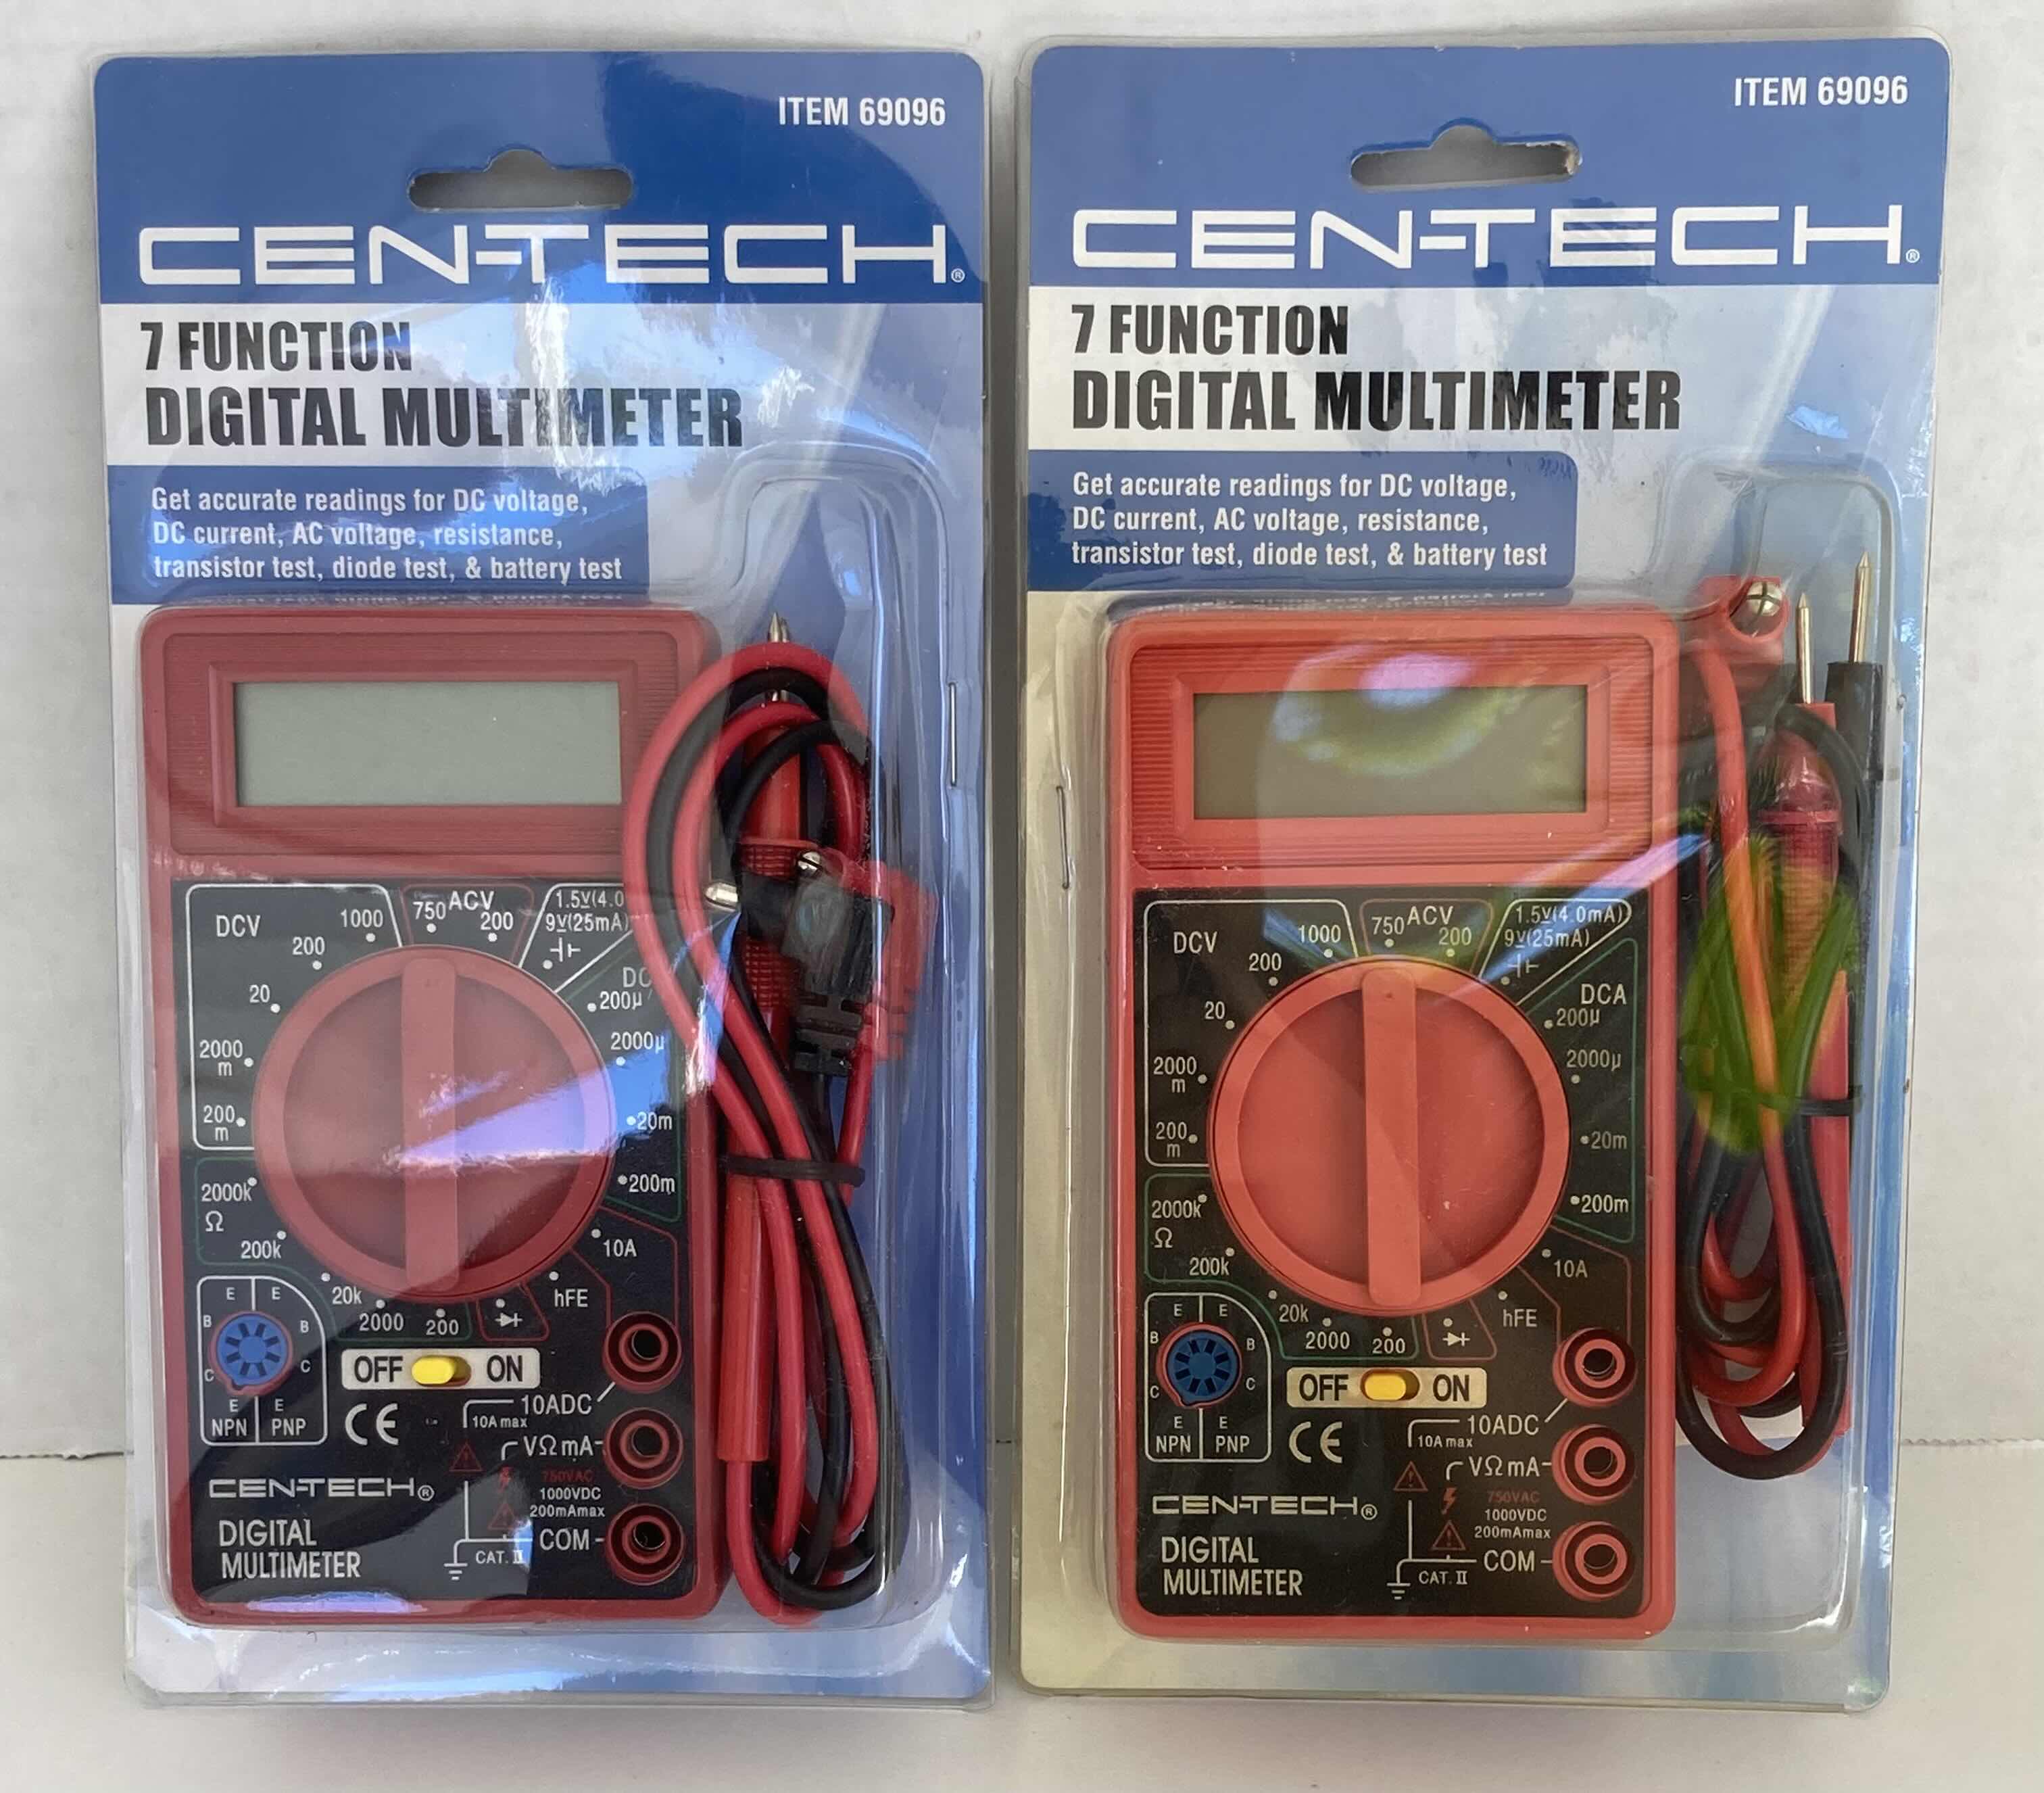 ITEM 69096
CEN-TECH®
7 FUNCTION
DIGITAL MULTIMETER
Get accurate readings for DC voltage,
DC current, AC voltage, resistance,
transistor test, diode test, & battery test
DCV
1000
200
20
2000
m
200
m
750 ACV 200
1.5V(4.0
9V(25mA)
DC
200µ
2000µ
20m
200m
10A
hFE
2000k
Ω
200k
20k
2000
200
E E
B B
C C
E E
NPN PNP
OFF ON
CE
10ADC
10A max
VΩmA
750VAC
1000VDC
200mAmax
COM
CAT. II
CEN-TECH®
DIGITAL
MULTIMETER
ITEM 69096
CEN-TECH®
7 FUNCTION
DIGITAL MULTIMETER
Get accurate readings for DC voltage,
DC current, AC voltage, resistance,
transistor test, diode test, & battery test
DCV
1000
200
20
2000
m
200
m
750 ACV 200
1.5V(4.0mA)
9V(25mA)
DCA
200µ
2000µ
20m
200m
10A
hFE
2000k
Ω
200k
20k
2000
200
E E
B B
C C
E E
NPN PNP
OFF ON
CE
10ADC
10A max
VΩmA
750VAC
1000VDC
200mAmax
COM
CAT. II
CEN-TECH®
DIGITAL
MULTIMETER